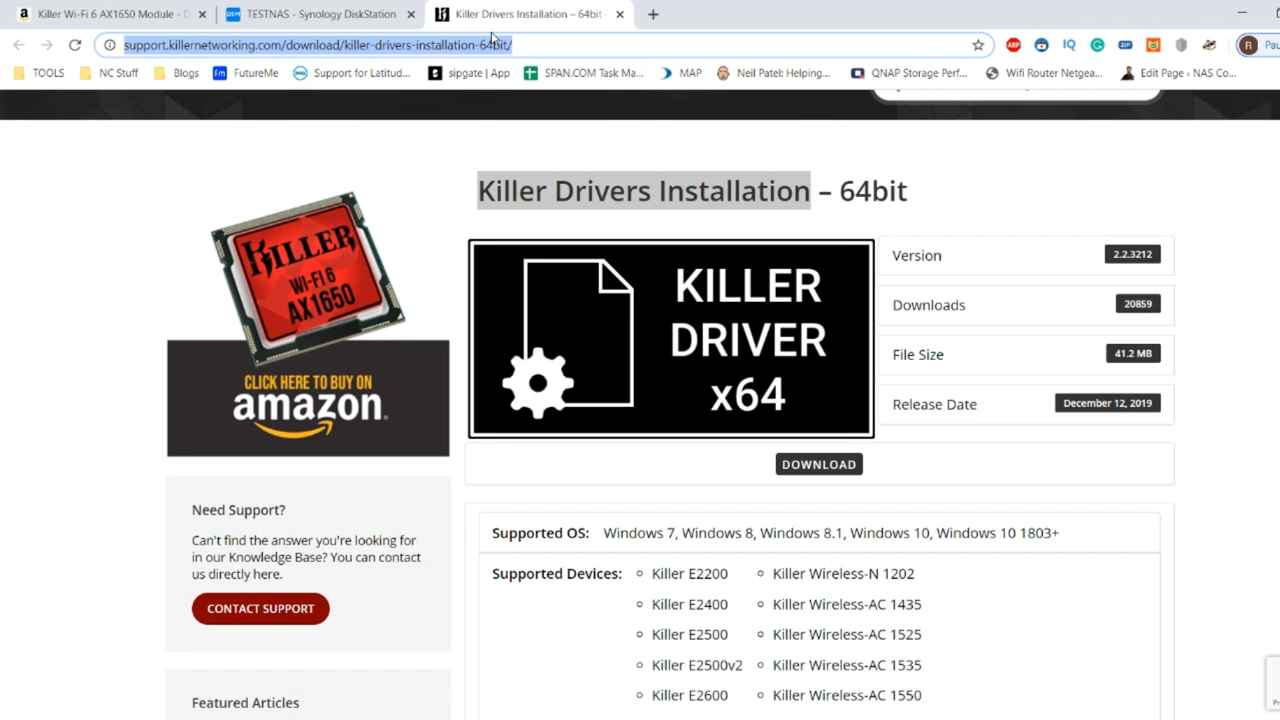 Killer Wi-Fi 6 AX1650 Module - D
TESTNAS - Synology DiskStation
Killer Drivers Installation – 64bit
support.killernetworking.com/download/killer-drivers-installation-64bit/
ABP
IQ
ZIP
R
Pau
TOOLS
NC Stuff
Blogs
Fm
FutureMe
Support for Latitud...
sipgate | App
SPAN.COM Task Ma...
MAP
Neil Patel: Helping...
QNAP Storage Perf...
Wifi Router Netgea...
Edit Page ‹ NAS Co...
Killer Drivers Installation – 64bit
KILLER
WI-FI 6
AX1650
CLICK HERE TO BUY ON
amazon.
KILLER
DRIVER
x64
Version 2.2.3212
Downloads 20859
File Size 41.2 MB
Release Date December 12, 2019
DOWNLOAD
Need Support?
Can't find the answer you're looking for
in our Knowledge Base? You can contact
us directly here.
CONTACT SUPPORT
Featured Articles
Supported OS: Windows 7, Windows 8, Windows 8.1, Windows 10, Windows 10 1803+
Supported Devices:
Killer E2200
Killer E2400
Killer E2500
Killer E2500v2
Killer E2600
Killer Wireless-N 1202
Killer Wireless-AC 1435
Killer Wireless-AC 1525
Killer Wireless-AC 1535
Killer Wireless-AC 1550